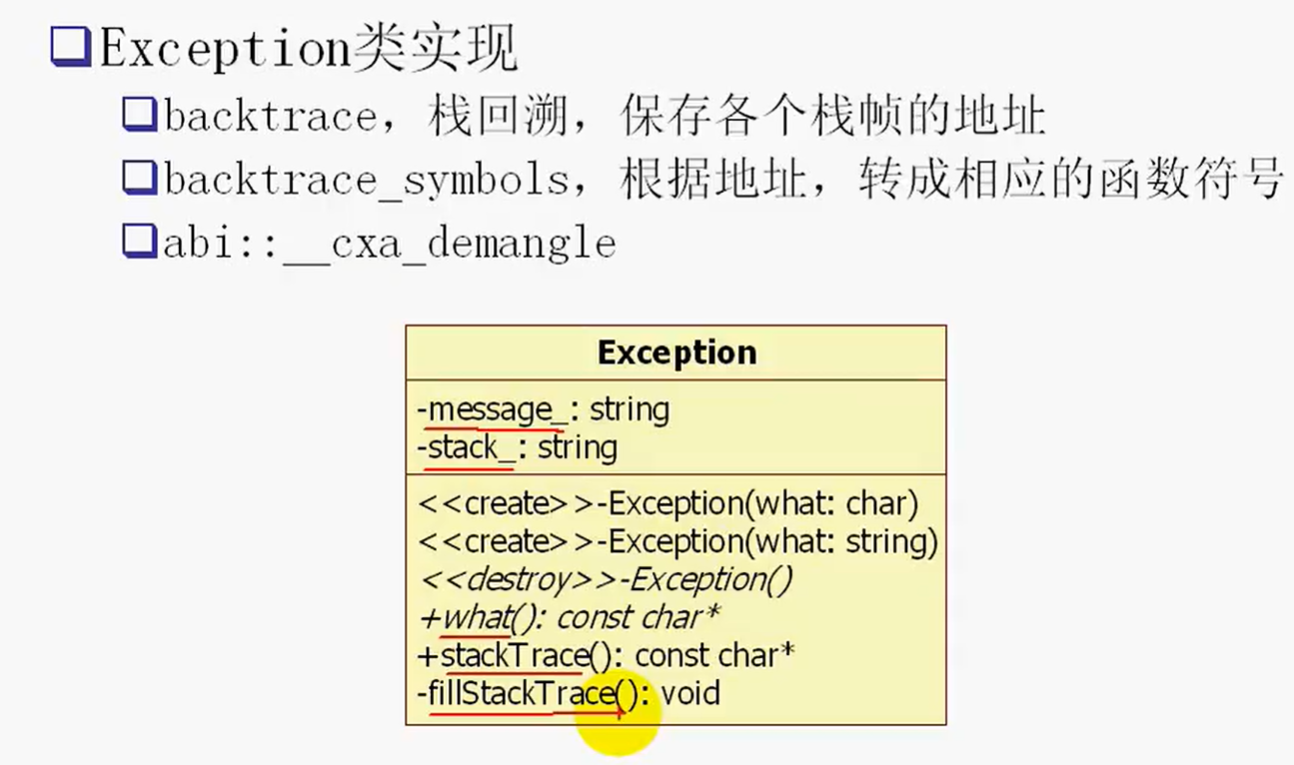 Exception类实现
backtrace，栈回溯，保存各个栈帧的地址
backtrace_symbols，根据地址，转成相应的函数符号
abi::__cxa_demangle
Exception
-message_: string
-stack_: string
<<create>>-Exception(what: char)
<<create>>-Exception(what: string)
<<destroy>>-Exception()
+what(): const char*
+stackTrace(): const char*
-fillStackTrace(): void